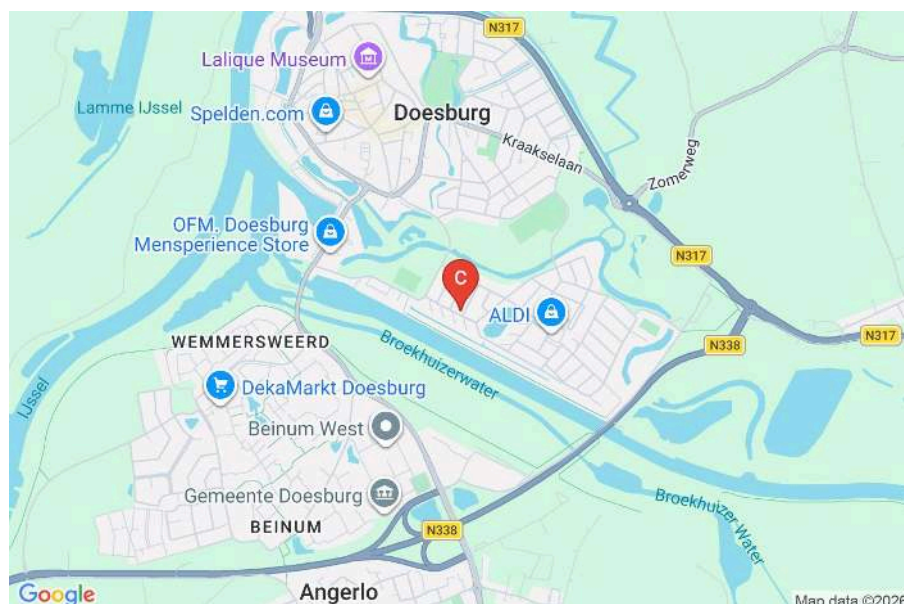 N317
Lalique Museum
Lamme IJssel
Spelden.com
Doesburg
Kraakselaan
Zomerweg
OFM. Doesburg
Mensperience Store
N317
C
ALDI
N317
N338
WEMMERSWEERD
Broekhuizerwater
IJssel
DekaMarkt Doesburg
Beinum West
Gemeente Doesburg
Broekhuizer Water
BEINUM
N338
Angerlo
Google
Map data ©2026